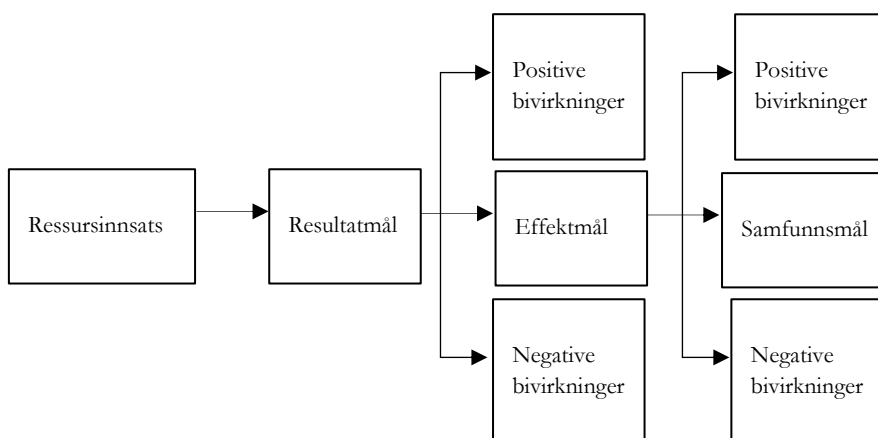 Positive
bivirkninger
Positive
bivirkninger
Ressursinnsats
Resultatmål
Effektmål
Samfunnsmål
Negative
bivirkninger
Negative
bivirkninger